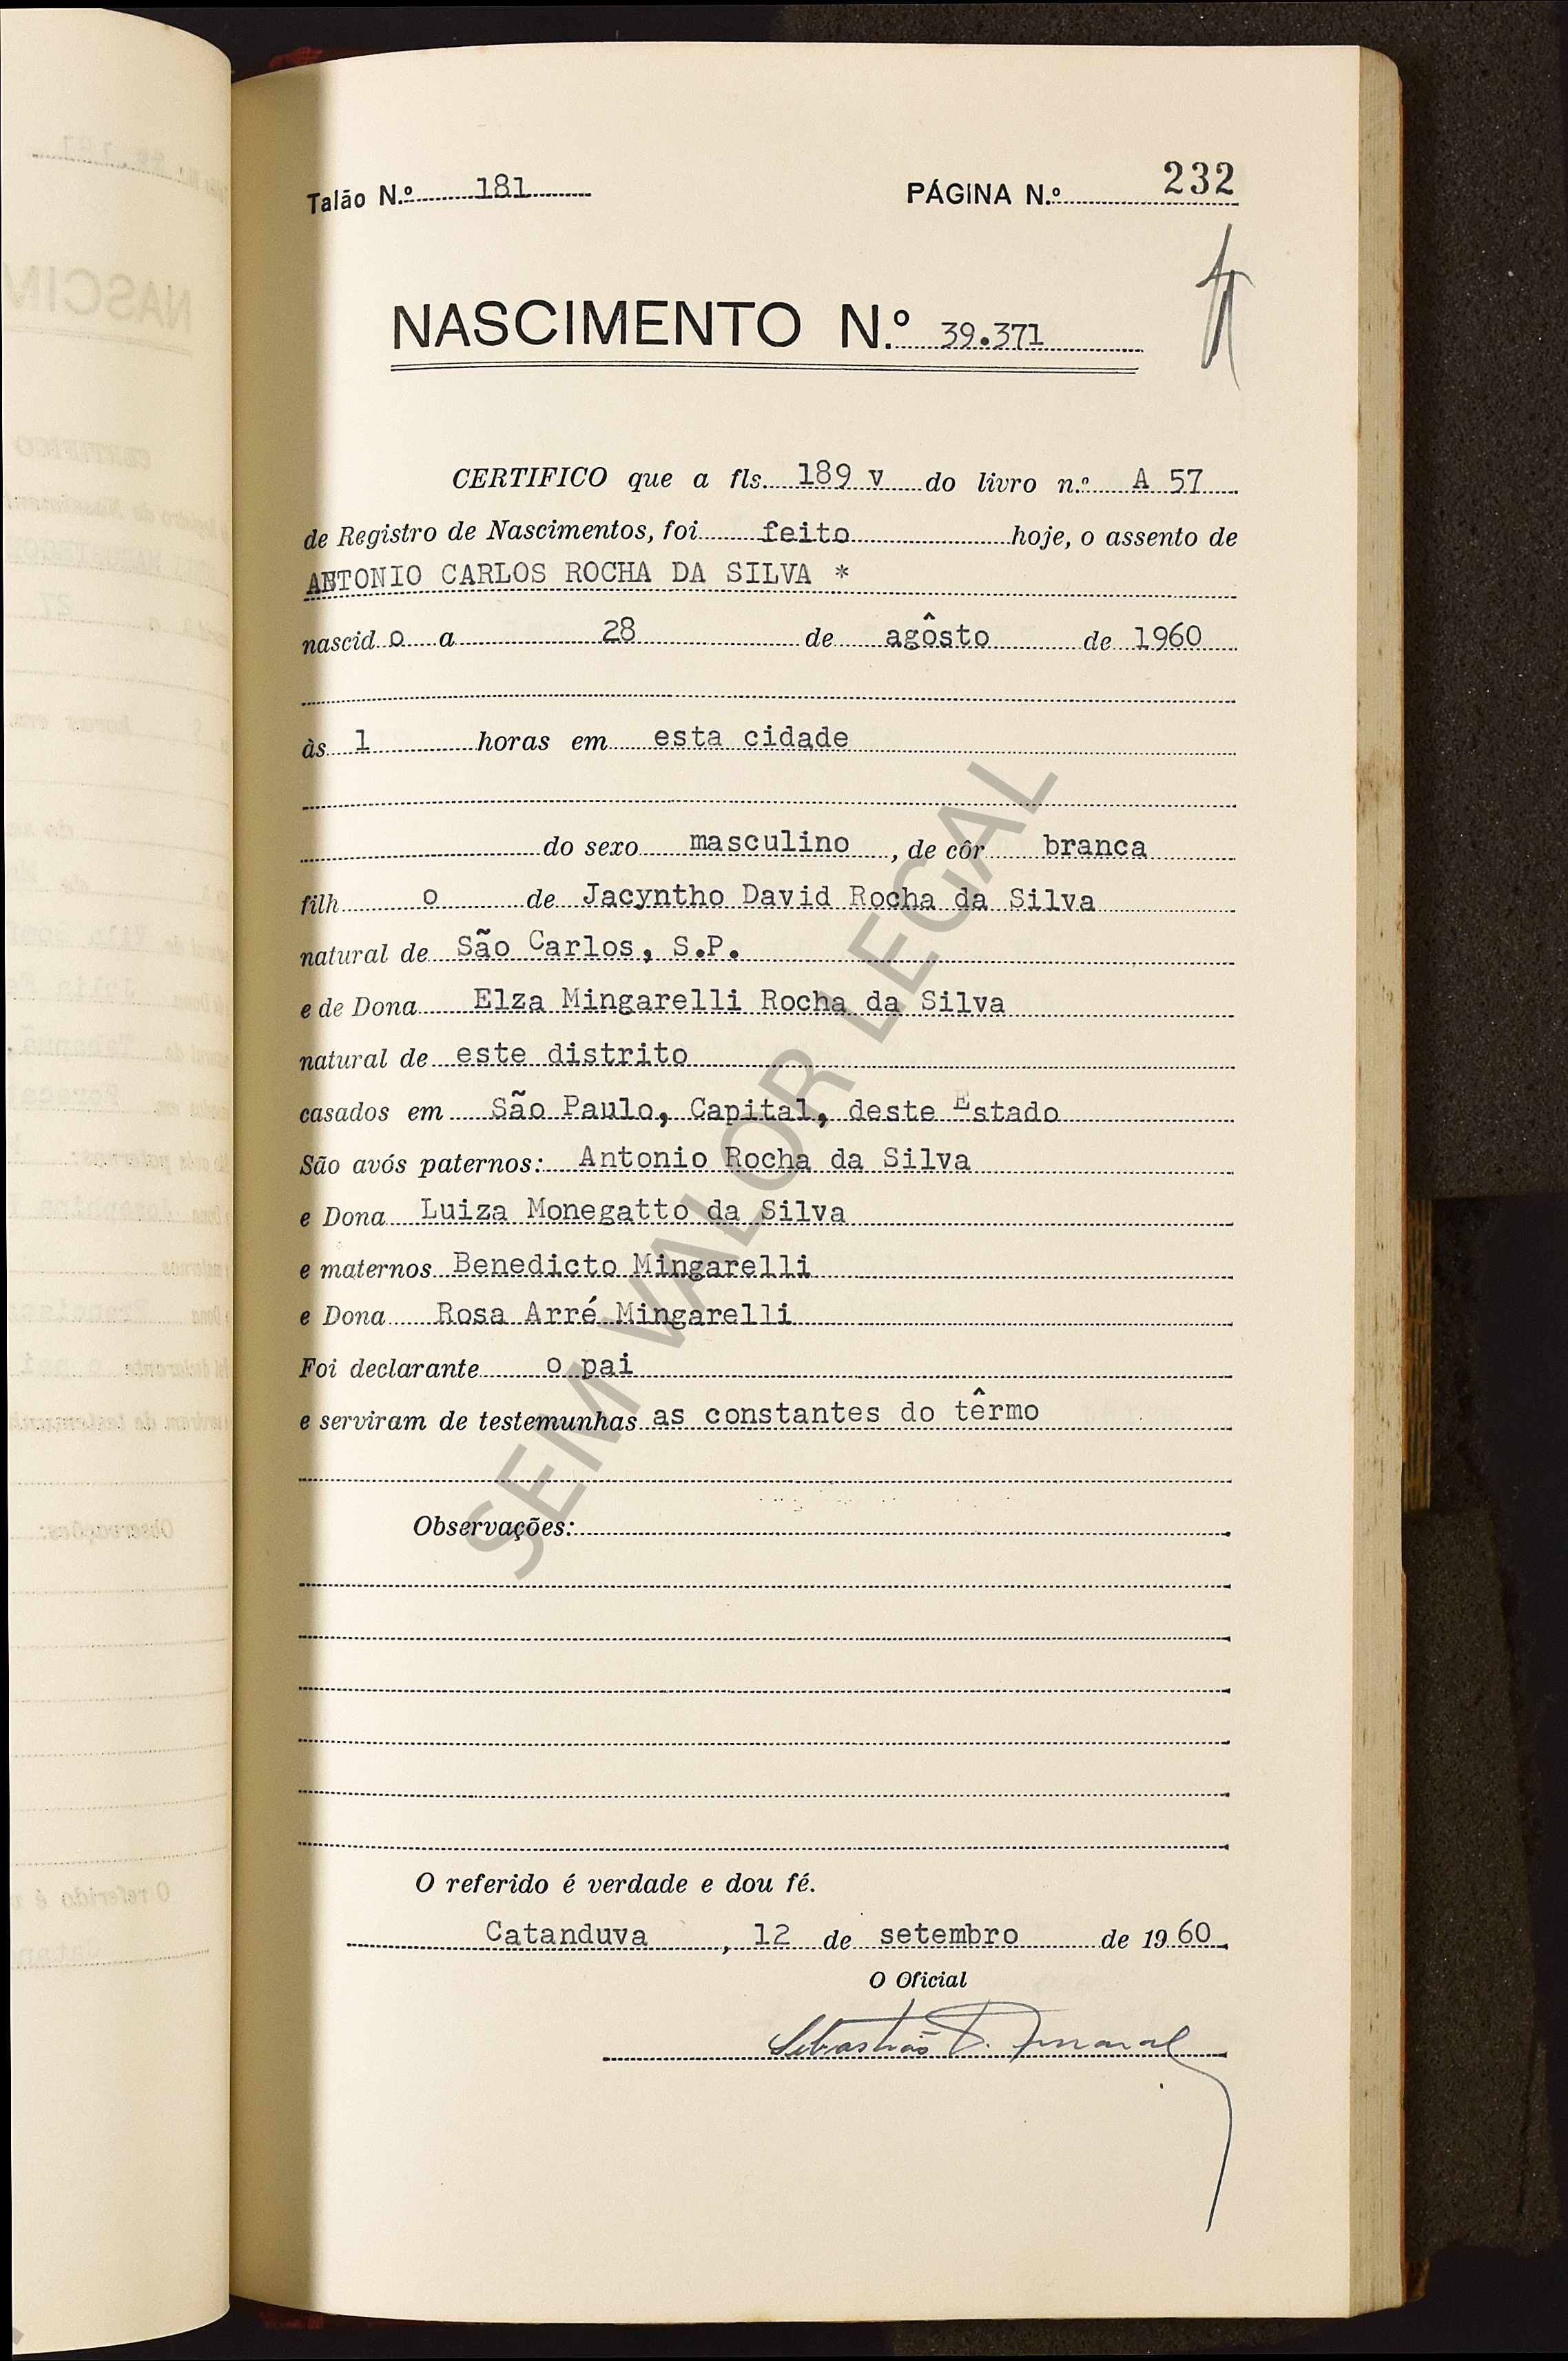 Talão N.º 181 PÁGINA N.º 232
NASCIMENTO N.º 39.371
CERTIFICO que a fls. 189 v do livro n.º A 57
de Registro de Nascimentos, foi feito hoje, o assento de
ANTONIO CARLOS ROCHA DA SILVA *
nascid o a 28 de agôsto de 1960
às 1 horas em esta cidade
do sexo masculino , de côr branca
filh o de Jacyntho David Rocha da Silva
natural de São Carlos, S.P.
e de Dona Elza Mingarelli Rocha da Silva
natural de este distrito
casados em São Paulo, Capital, deste Estado
São avós paternos: Antonio Rocha da Silva
e Dona Luiza Monegatto da Silva
e maternos Benedicto Mingarelli
e Dona Rosa Arré Mingarelli
Foi declarante o pai
e serviram de testemunhas as constantes do têrmo
Observações:
O referido é verdade e dou fé.
Catanduva , 12 de setembro de 19 60
O Oficial
Sebastião D. Amaral
SEM VALOR LEGAL